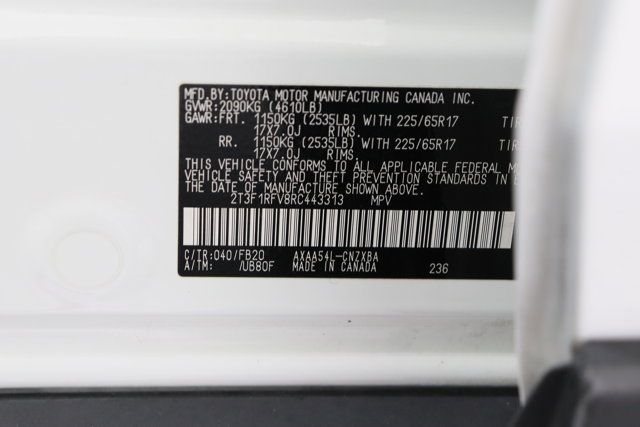 MFD.BY:TOYOTA MOTOR MANUFACTURING CANADA INC.
GVWR:2090KG (4610LB)
GAWR:FRT. 1150KG (2535LB) WITH 225/65R17 TIR
17X7.0J RIMS.
RR. 1150KG (2535LB) WITH 225/65R17 TIR
17X7.0J RIMS.
THIS VEHICLE CONFORMS TO ALL APPLICABLE FEDERAL M
VEHICLE SAFETY AND THEFT PREVENTION STANDARDS IN E
DATE OF MANUFACTURE SHOWN ABOVE.
2T3F1RFV8RC443313 MPV
C/TR:040/FB20 AXAA54L-CNZXBA
A/TM: /UB80F MADE IN CANADA 236